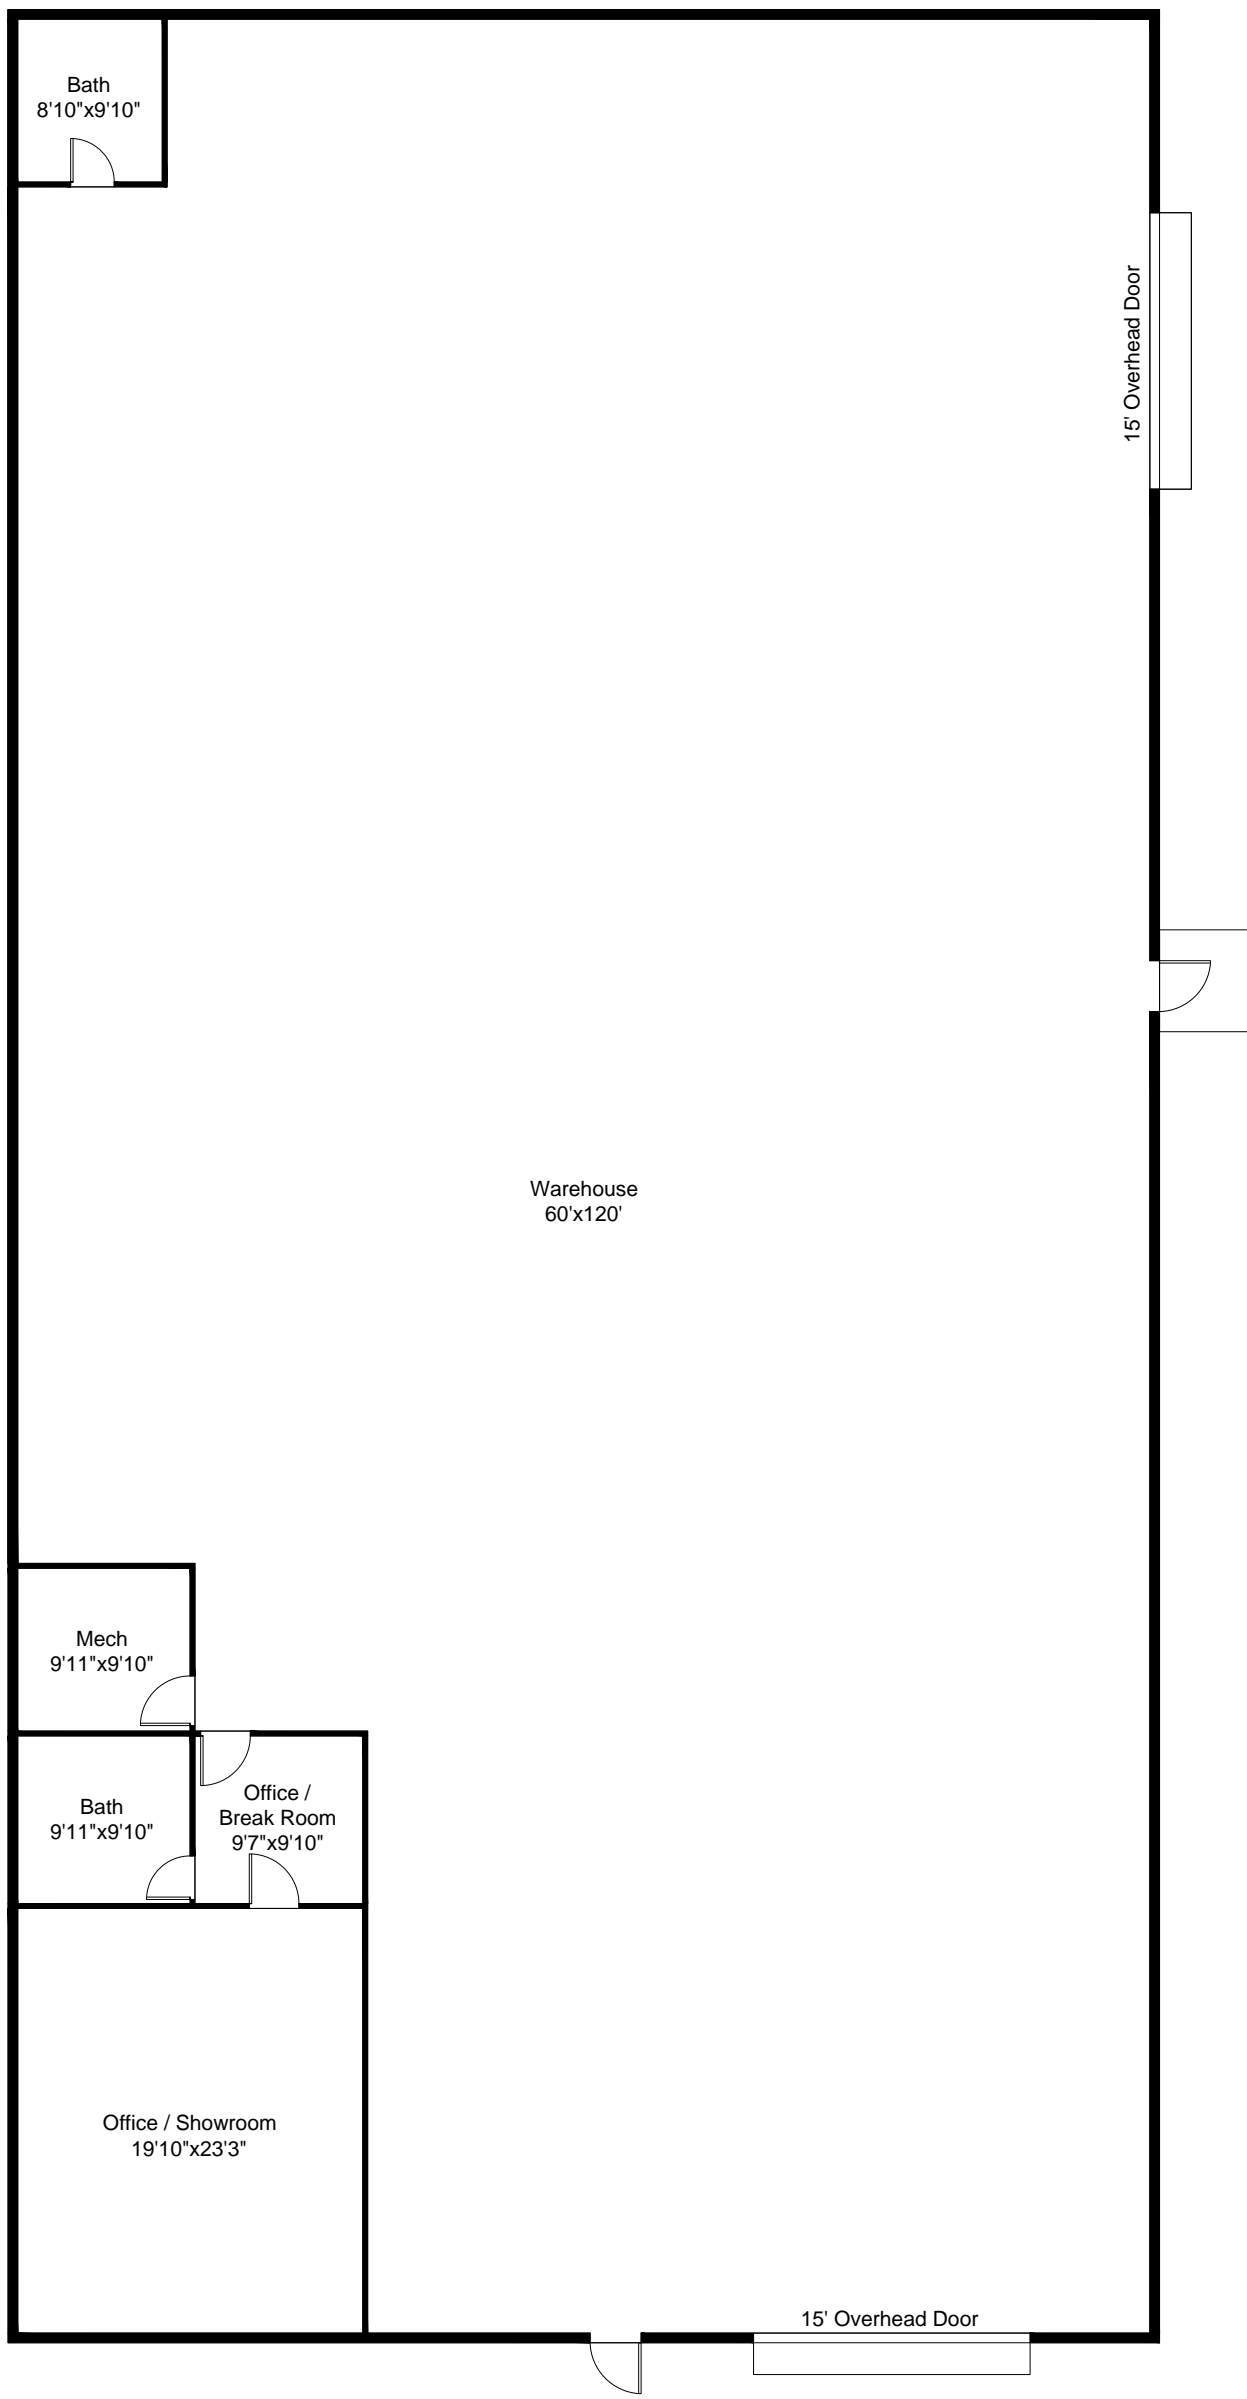 Bath
8'10"x9'10"
15' Overhead Door
Warehouse
60'x120'
Mech
9'11"x9'10"
Bath
9'11"x9'10"
Office /
Break Room
9'7"x9'10"
Office / Showroom
19'10"x23'3"
15' Overhead Door